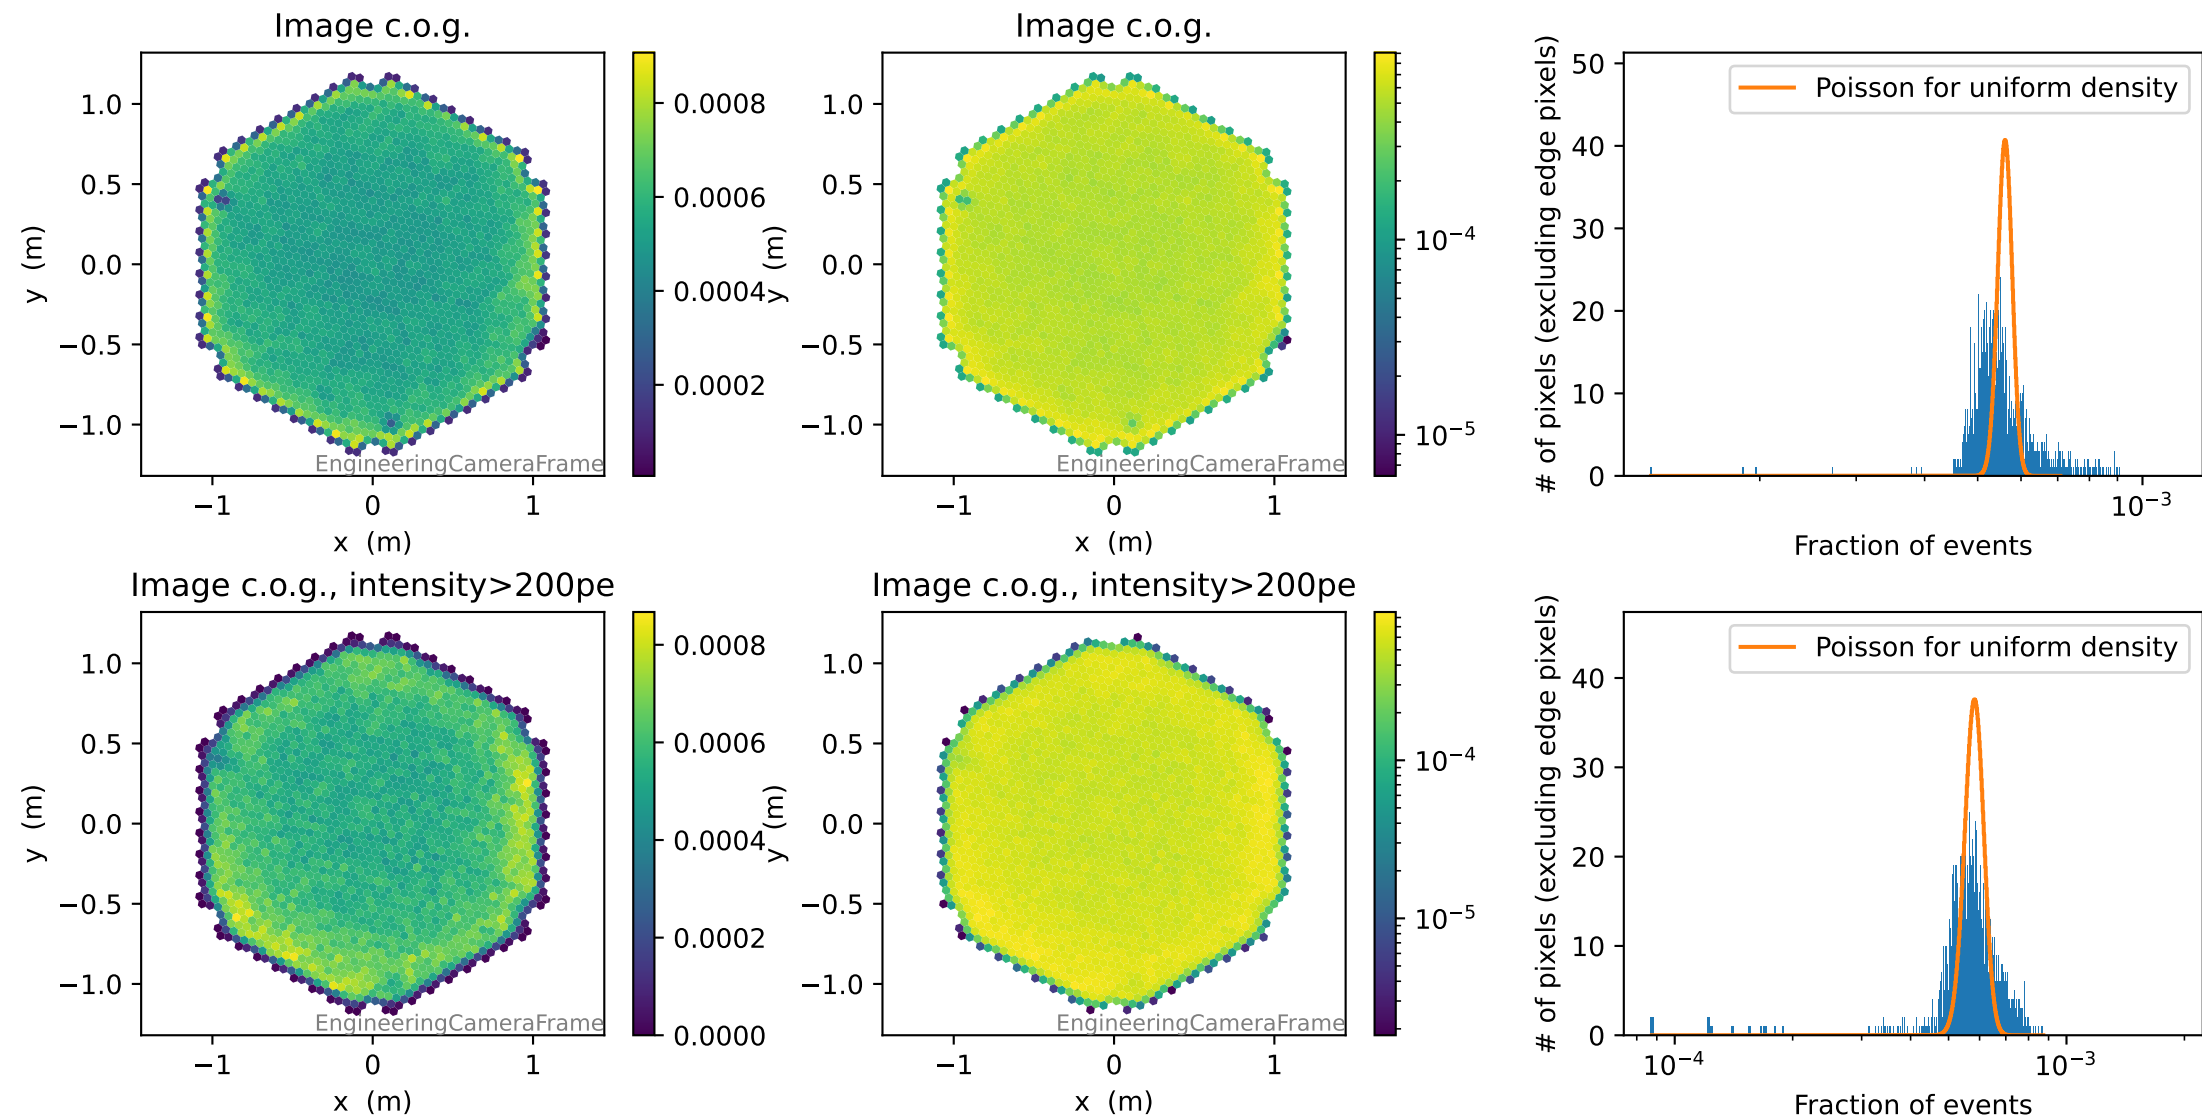 Image c.o.g.
1.0
0.5
0.0
−0.5
−1.0
y (m)
−1 0 1
x (m)
EngineeringCameraFrame
0.0008
0.0006
0.0004
0.0002
Image c.o.g.
1.0
0.5
0.0
−0.5
−1.0
y (m)
−1 0 1
x (m)
EngineeringCameraFrame
10⁻⁴
10⁻⁵
# of pixels (excluding edge pixels)
50
40
30
20
10
0
Poisson for uniform density
10⁻³
Fraction of events
Image c.o.g., intensity>200pe
1.0
0.5
0.0
−0.5
−1.0
y (m)
−1 0 1
x (m)
EngineeringCameraFrame
0.0008
0.0006
0.0004
0.0002
0.0000
Image c.o.g., intensity>200pe
1.0
0.5
0.0
−0.5
−1.0
y (m)
−1 0 1
x (m)
EngineeringCameraFrame
10⁻⁴
10⁻⁵
# of pixels (excluding edge pixels)
40
30
20
10
0
Poisson for uniform density
10⁻⁴ 10⁻³
Fraction of events